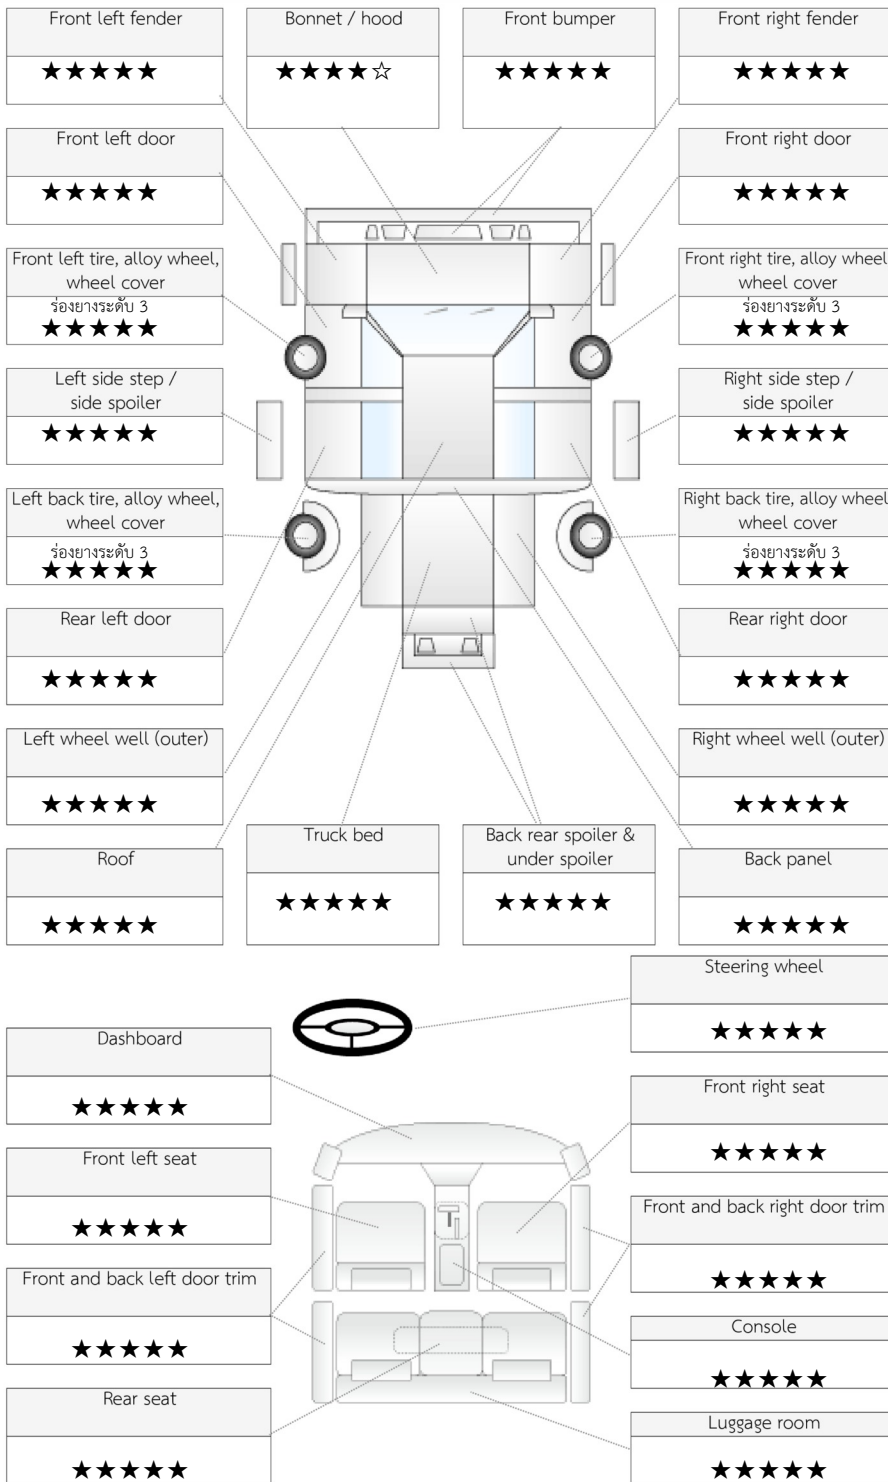 Front left fender
★★★★★
Bonnet / hood
★★★★☆
Front bumper
★★★★★
Front right fender
★★★★★
Front left door
★★★★★
Front right door
★★★★★
Front left tire, alloy wheel,
wheel cover
ร่องยางระดับ 3
★★★★★
Front right tire, alloy wheel
wheel cover
ร่องยางระดับ 3
★★★★★
Left side step /
side spoiler
★★★★★
Right side step /
side spoiler
★★★★★
Left back tire, alloy wheel,
wheel cover
ร่องยางระดับ 3
★★★★★
Right back tire, alloy wheel
wheel cover
ร่องยางระดับ 3
★★★★★
Rear left door
★★★★★
Rear right door
★★★★★
Left wheel well (outer)
★★★★★
Right wheel well (outer)
★★★★★
Roof
★★★★★
Truck bed
★★★★★
Back rear spoiler &
under spoiler
★★★★★
Back panel
★★★★★
Steering wheel
★★★★★
Dashboard
★★★★★
Front right seat
★★★★★
Front left seat
★★★★★
Front and back right door trim
★★★★★
Front and back left door trim
★★★★★
Console
★★★★★
Rear seat
★★★★★
Luggage room
★★★★★